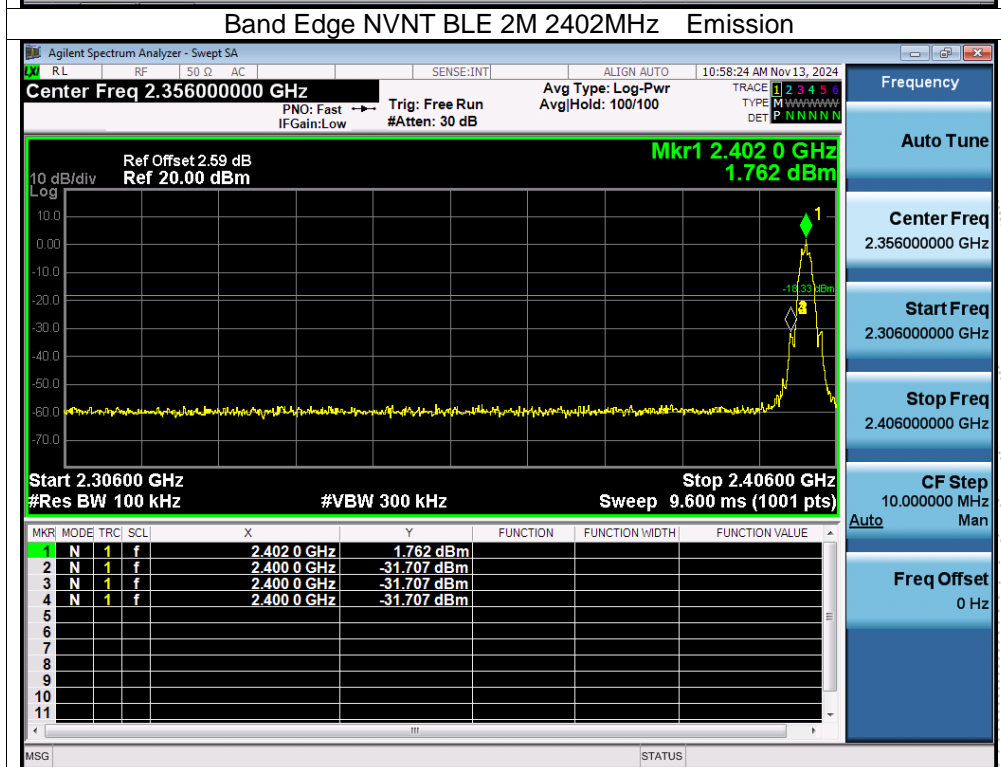 Band Edge NVNT BLE 2M 2402MHz Emission
Agilent Spectrum Analyzer - Swept SA
LXI RL RF 50 Ω AC SENSE:INT ALIGN AUTO 10:58:24 AM Nov 13, 2024
Center Freq 2.356000000 GHz
PNO: Fast
IFGain:Low
Trig: Free Run
#Atten: 30 dB
Avg Type: Log-Pwr
Avg|Hold: 100/100
TRACE 1 2 3 4 5 6
TYPE M WWWWW
DET P N N N N N
Ref Offset 2.59 dB
10 dB/div Ref 20.00 dBm
Log
Mkr1 2.402 0 GHz
1.762 dBm
10.0
0.00
-10.0
-20.0
-30.0
-40.0
-50.0
-60.0
-70.0
1
-18.33 dBm
Start 2.30600 GHz Stop 2.40600 GHz
#Res BW 100 kHz #VBW 300 kHz Sweep 9.600 ms (1001 pts)
MKR MODE TRC SCL X Y FUNCTION FUNCTION WIDTH FUNCTION VALUE
1 N 1 f 2.402 0 GHz 1.762 dBm
2 N 1 f 2.400 0 GHz -31.707 dBm
3 N 1 f 2.400 0 GHz -31.707 dBm
4 N 1 f 2.400 0 GHz -31.707 dBm
5
6
7
8
9
10
11
MSG STATUS
Frequency
Auto Tune
Center Freq
2.356000000 GHz
Start Freq
2.306000000 GHz
Stop Freq
2.406000000 GHz
CF Step
10.000000 MHz
Auto Man
Freq Offset
0 Hz